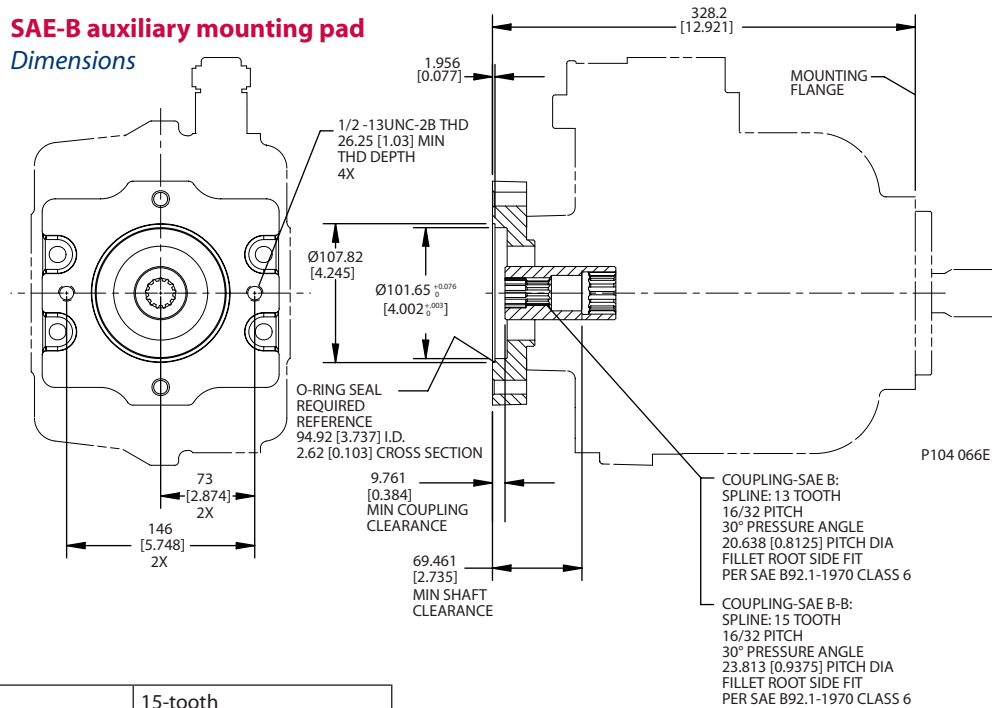 SAE-B auxiliary mounting pad
Dimensions
328.2
[12.921]
1.956
[0.077]
MOUNTING
FLANGE
1/2 -13UNC-2B THD
26.25 [1.03] MIN
THD DEPTH
4X
Ø107.82
[4.245]
Ø101.65 +0.076 0
[4.002 +.003 0]
O-RING SEAL
REQUIRED
REFERENCE
94.92 [3.737] I.D.
2.62 [0.103] CROSS SECTION
P104 066E
73
[2.874]
2X
146
[5.748]
2X
9.761
[0.384]
MIN COUPLING
CLEARANCE
69.461
[2.735]
MIN SHAFT
CLEARANCE
COUPLING-SAE B:
SPLINE: 13 TOOTH
16/32 PITCH
30° PRESSURE ANGLE
20.638 [0.8125] PITCH DIA
FILLET ROOT SIDE FIT
PER SAE B92.1-1970 CLASS 6
COUPLING-SAE B-B:
SPLINE: 15 TOOTH
16/32 PITCH
30° PRESSURE ANGLE
23.813 [0.9375] PITCH DIA
FILLET ROOT SIDE FIT
PER SAE B92.1-1970 CLASS 6
15-tooth